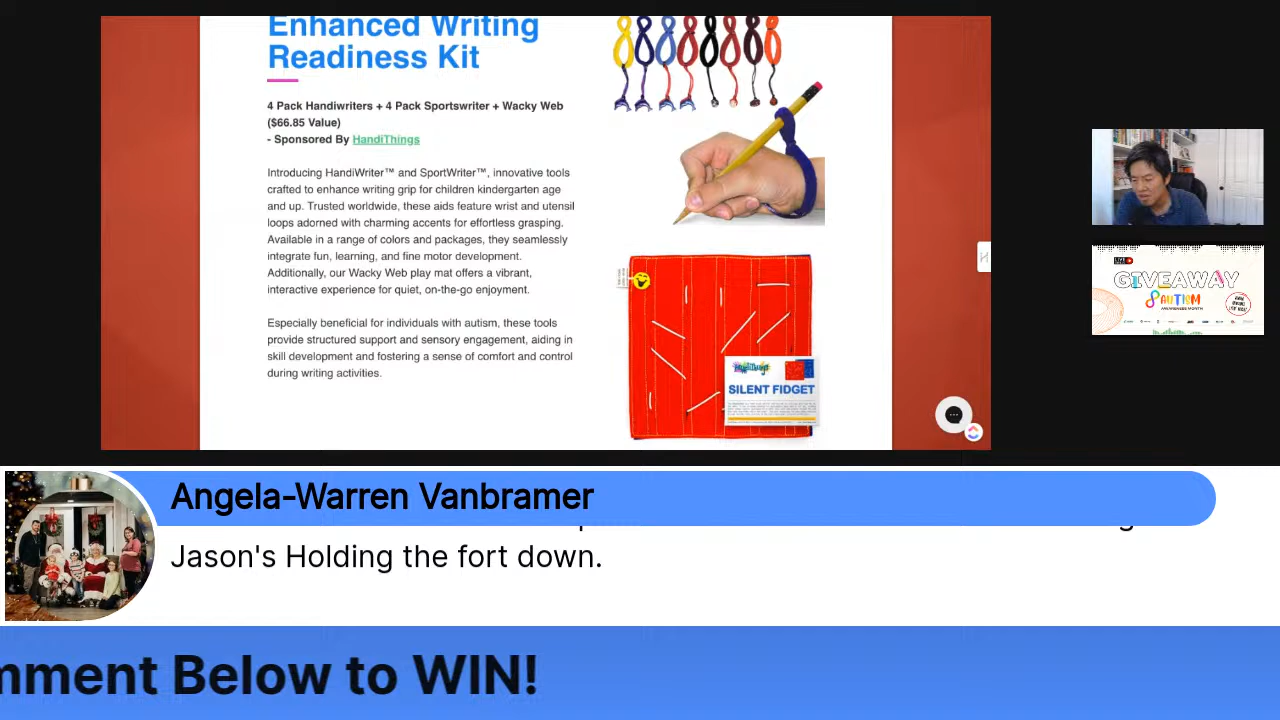 Enhanced Writing
Readiness Kit
4 Pack Handiwriters + 4 Pack Sportswriter + Wacky Web
($66.85 Value)
- Sponsored By HandiThings
Introducing HandiWriter™ and SportWriter™, innovative tools
crafted to enhance writing grip for children kindergarten age
and up. Trusted worldwide, these aids feature wrist and utensil
loops adorned with charming accents for effortless grasping.
Available in a range of colors and packages, they seamlessly
integrate fun, learning, and fine motor development.
Additionally, our Wacky Web play mat offers a vibrant,
interactive experience for quiet, on-the-go enjoyment.
Especially beneficial for individuals with autism, these tools
provide structured support and sensory engagement, aiding in
skill development and fostering a sense of comfort and control
during writing activities.
HandiThings
SILENT FIDGET
GIVEAWAY
AUTISM
AWARENESS MONTH
Angela-Warren Vanbramer
Jason's Holding the fort down.
mment Below to WIN!